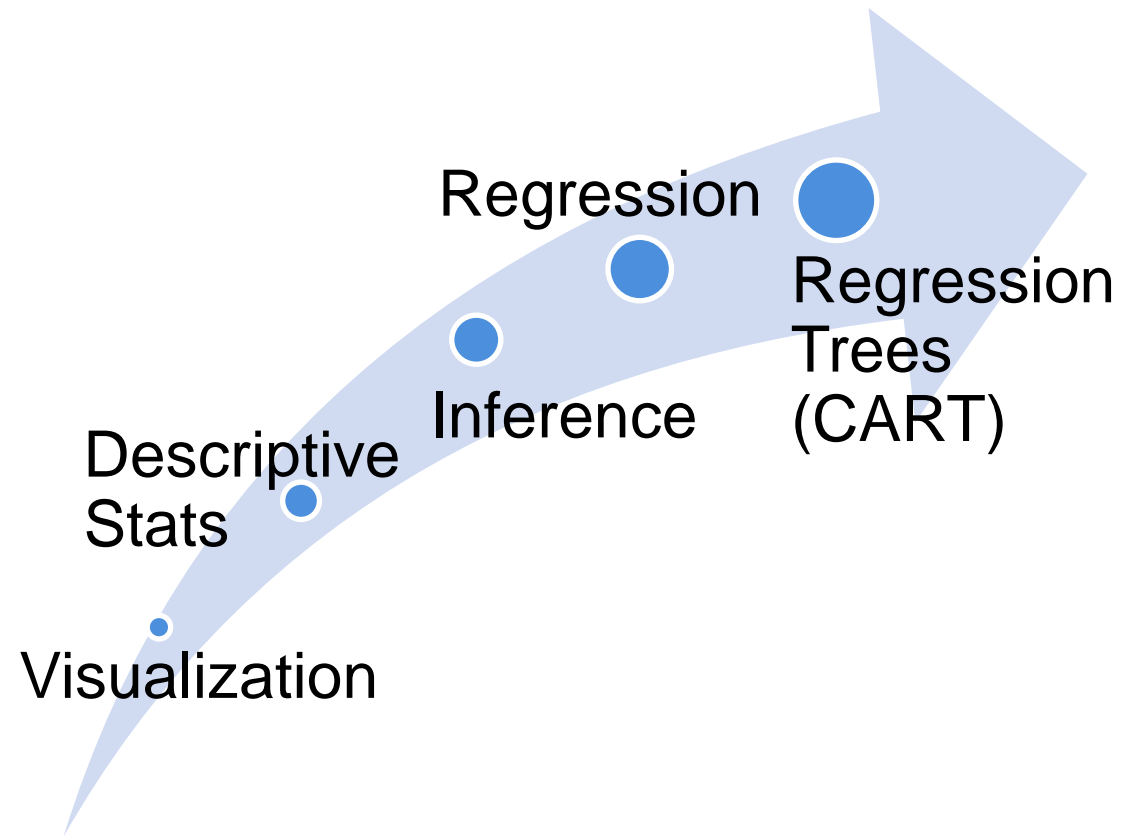 Regression
Regression
Trees
(CART)
Inference
Descriptive
Stats
Visualization